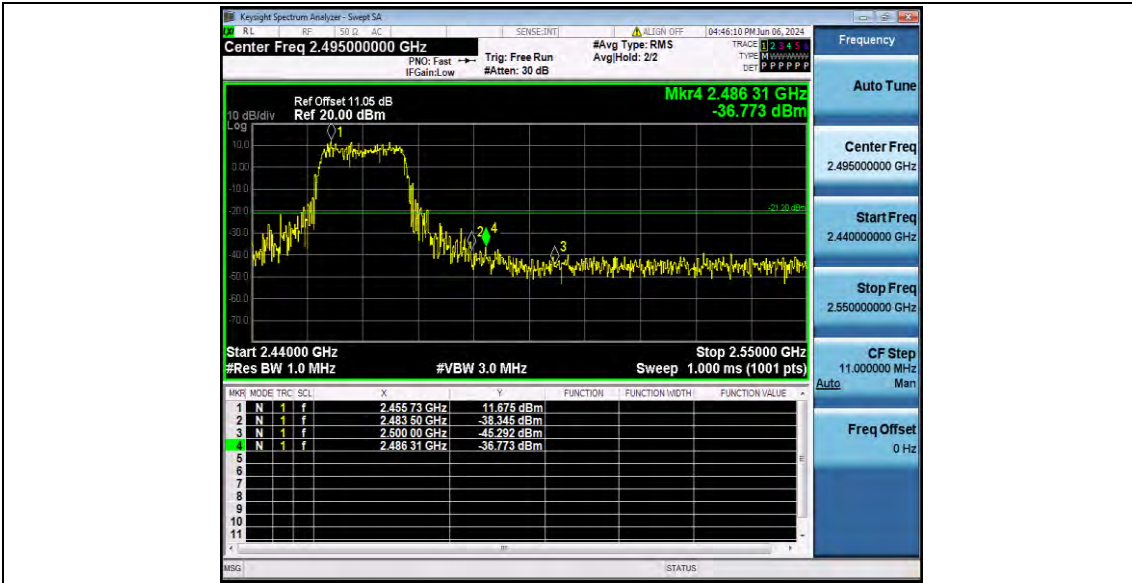 Keysight Spectrum Analyzer - Swept SA
RL RF 50 Ω AC SENSE:INT ALIGN OFF 04:46:10 PM Jun 06, 2024
Center Freq 2.495000000 GHz
PNO: Fast
IFGain:Low
Trig: Free Run
#Atten: 30 dB
#Avg Type: RMS
Avg|Hold: 2/2
TRACE 1 2 3 4 5 6
TYPE M WWWWW
DET P P P P P P
Mkr4 2.486 31 GHz
-36.773 dBm
Ref Offset 11.05 dB
10 dB/div Ref 20.00 dBm
Log
10.0
0.00
-10.0
-20.0
-30.0
-40.0
-50.0
-60.0
-70.0
1
2
4
3
-21.20 dBm
Start 2.44000 GHz Stop 2.55000 GHz
#Res BW 1.0 MHz #VBW 3.0 MHz Sweep 1.000 ms (1001 pts)
MKR MODE TRC SCL X Y FUNCTION FUNCTION WIDTH FUNCTION VALUE
1 N 1 f 2.455 73 GHz 11.675 dBm
2 N 1 f 2.483 50 GHz -38.345 dBm
3 N 1 f 2.500 00 GHz -45.292 dBm
4 N 1 f 2.486 31 GHz -36.773 dBm
5
6
7
8
9
10
11
MSG STATUS
Frequency
Auto Tune
Center Freq
2.495000000 GHz
Start Freq
2.440000000 GHz
Stop Freq
2.550000000 GHz
CF Step
11.000000 MHz
Auto Man
Freq Offset
0 Hz